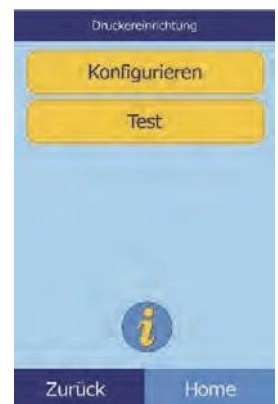 Druckereinrichtung
Konfigurieren
Test
i
Zurück Home